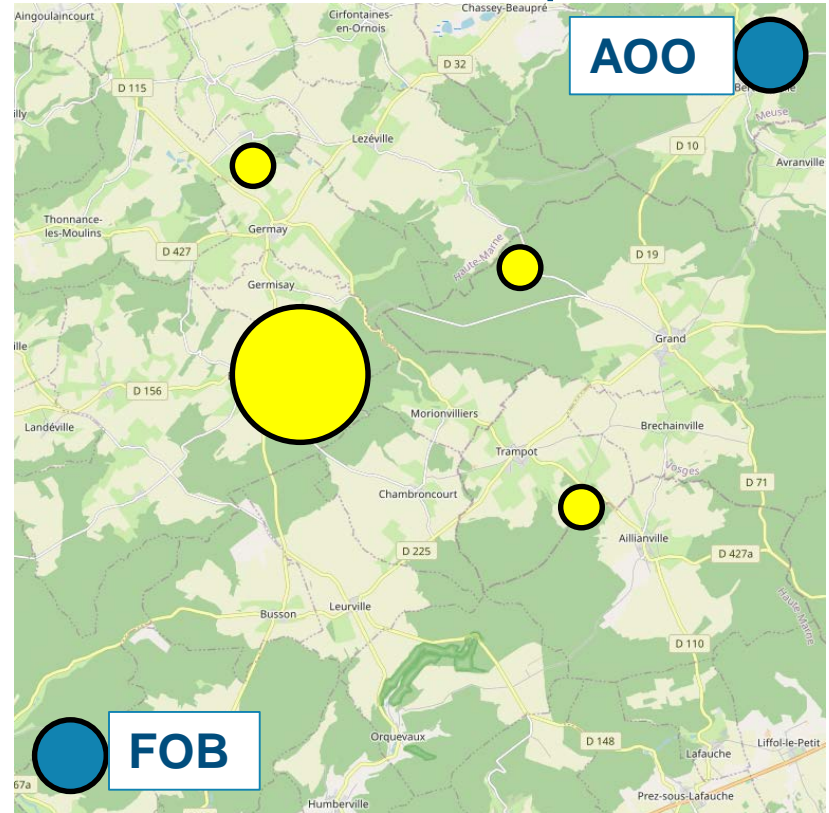 Aingoulaincourt
Cirfontaines-
en-Ornois
Chassey-Beaupré
AOO
D 32
D 115
Meuse
Lezéville
D 10
Avranville
Thonnance-
les-Moulins
Germay
D 427
Haute-Marne
D 19
Germisay
Grand
D 156
Morionvilliers
Landéville
Brechainville
Trampot
Vosges
Chambroncourt
D 71
Aillianville
D 225
D 427a
Leurville
Busson
Haute-Marne
D 110
FOB
Orquevaux
D 148
Liffol-le-Petit
Lafauche
67a
Prez-sous-Lafauche
Humberville